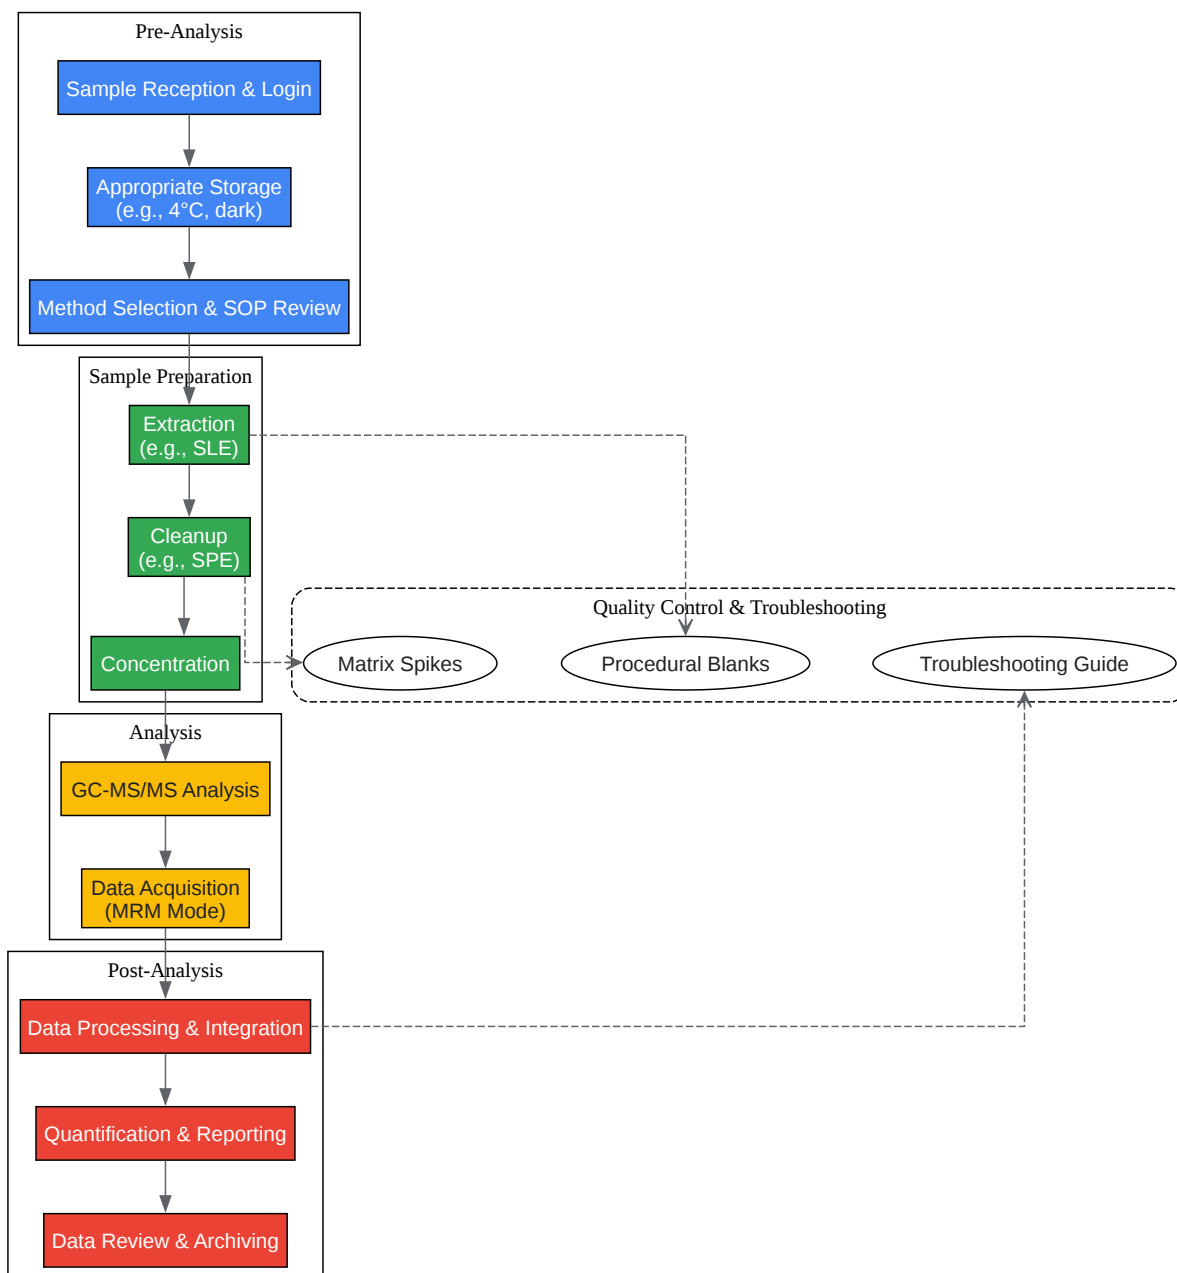 Pre-Analysis
Sample Reception & Login
Appropriate Storage
(e.g., 4°C, dark)
Method Selection & SOP Review
Sample Preparation
Extraction
(e.g., SLE)
Cleanup
(e.g., SPE)
Concentration
Quality Control & Troubleshooting
Matrix Spikes
Procedural Blanks
Troubleshooting Guide
Analysis
GC-MS/MS Analysis
Data Acquisition
(MRM Mode)
Post-Analysis
Data Processing & Integration
Quantification & Reporting
Data Review & Archiving